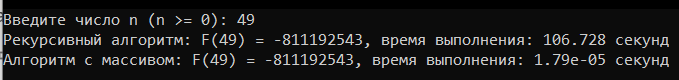 Введите число n (n >= 0): 49
Рекурсивный алгоритм: F(49) = -811192543, время выполнения: 106.728 секунд
Алгоритм с массивом: F(49) = -811192543, время выполнения: 1.79e-05 секунд